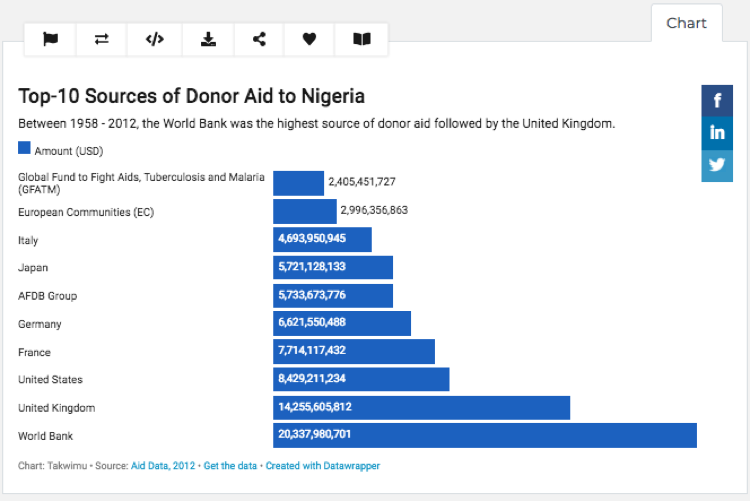 Chart
Top-10 Sources of Donor Aid to Nigeria
Between 1958 - 2012, the World Bank was the highest source of donor aid followed by the United Kingdom.
Amount (USD)
Global Fund to Fight Aids, Tuberculosis and Malaria
(GFATM)
2,405,451,727
European Communities (EC)
2,996,356,863
Italy
4,693,950,945
Japan
5,721,128,133
AFDB Group
5,733,673,776
Germany
6,621,550,488
France
7,714,117,432
United States
8,429,211,234
United Kingdom
14,255,605,812
World Bank
20,337,980,701
Chart: Takwimu • Source: Aid Data, 2012 • Get the data • Created with Datawrapper